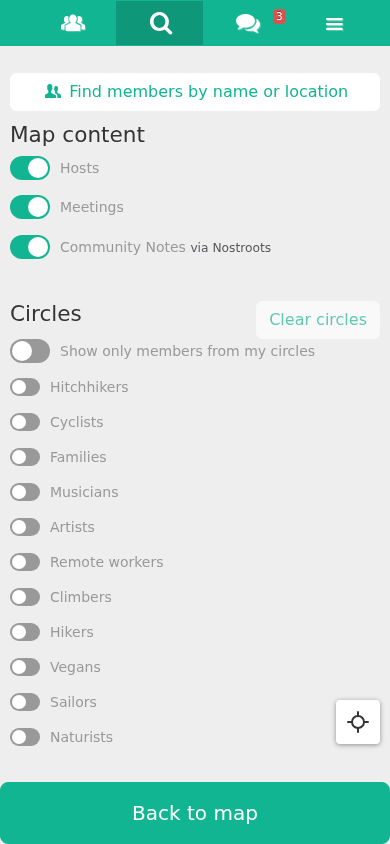 3
Find members by name or location
Map content
Hosts
Meetings
Community Notes via Nostroots
Circles
Clear circles
Show only members from my circles
Hitchhikers
Cyclists
Families
Musicians
Artists
Remote workers
Climbers
Hikers
Vegans
Sailors
Naturists
Back to map